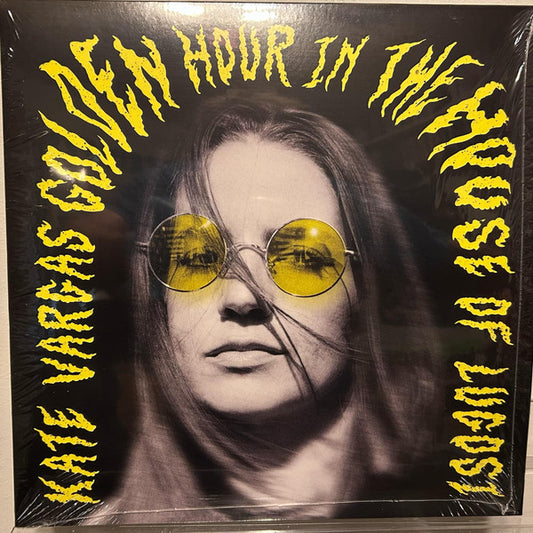 KATE VARGAS GOLDEN HOUR IN THE HOUSE OF LUGOSI